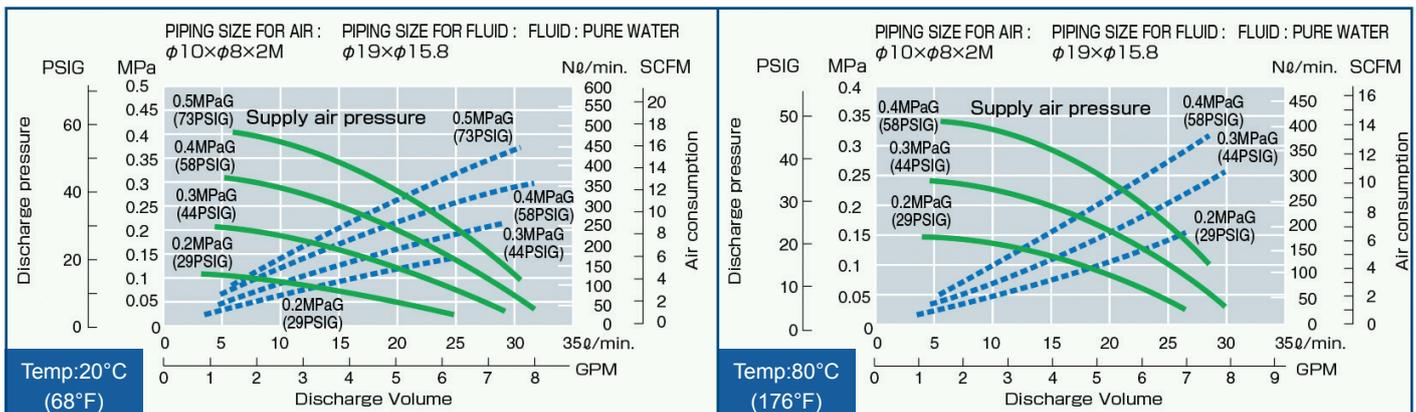 PIPING SIZE FOR AIR : PIPING SIZE FOR FLUID : FLUID : PURE WATER
φ10×φ8×2M φ19×φ15.8
PSIG MPa Nℓ/min. SCFM
0.5 0.45 0.4 0.35 0.3 0.25 0.2 0.15 0.1 0.05 0
60 40 20 0
Discharge pressure
0.5MPaG
(73PSIG)
Supply air pressure
0.4MPaG
(58PSIG)
0.3MPaG
(44PSIG)
0.2MPaG
(29PSIG)
0.5MPaG
(73PSIG)
0.4MPaG
(58PSIG)
0.3MPaG
(44PSIG)
0.2MPaG
(29PSIG)
600 550 500 450 400 350 300 250 200 150 100 50 0
20 18 16 14 12 10 8 6 4 2 0
Air consumption
0 5 10 15 20 25 30 35ℓ/min.
0 1 2 3 4 5 6 7 8 GPM
Discharge Volume
Temp:20°C
(68°F)
PIPING SIZE FOR AIR : PIPING SIZE FOR FLUID : FLUID : PURE WATER
φ10×φ8×2M φ19×φ15.8
PSIG MPa Nℓ/min. SCFM
0.4 0.35 0.3 0.25 0.2 0.15 0.1 0.05 0
50 40 30 20 10 0
Discharge pressure
0.4MPaG
(58PSIG)
Supply air pressure
0.3MPaG
(44PSIG)
0.2MPaG
(29PSIG)
0.4MPaG
(58PSIG)
0.3MPaG
(44PSIG)
0.2MPaG
(29PSIG)
450 400 350 300 250 200 150 100 50 0
16 14 12 10 8 6 4 2 0
Air consumption
0 5 10 15 20 25 30 35ℓ/min.
0 1 2 3 4 5 6 7 8 9 GPM
Discharge Volume
Temp:80°C
(176°F)